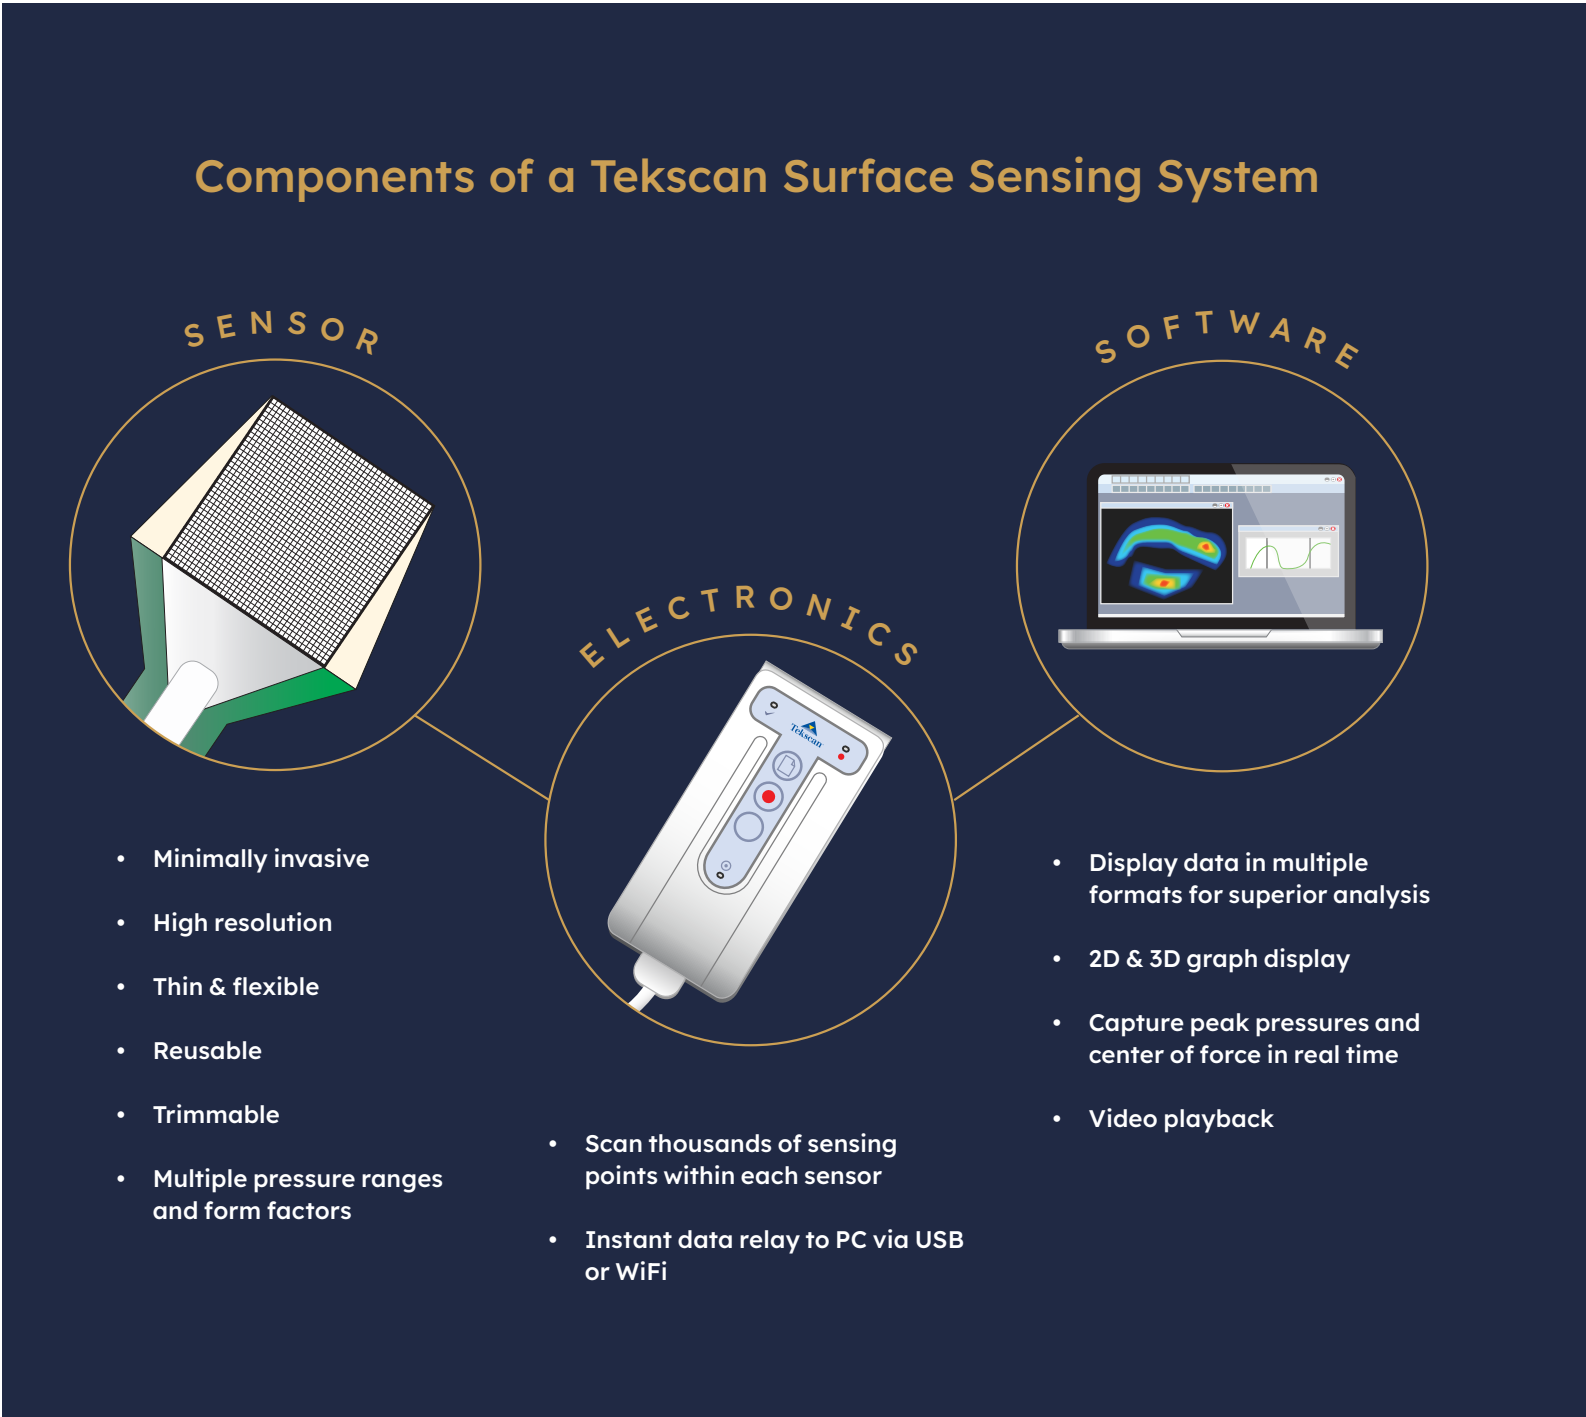 Components of a Tekscan Surface Sensing System
SENSOR
• Minimally invasive
• High resolution
• Thin & flexible
• Reusable
• Trimmable
• Multiple pressure ranges
and form factors
ELECTRONICS
Tekscan
• Scan thousands of sensing
points within each sensor
• Instant data relay to PC via USB
or WiFi
SOFTWARE
• Display data in multiple
formats for superior analysis
• 2D & 3D graph display
• Capture peak pressures and
center of force in real time
• Video playback